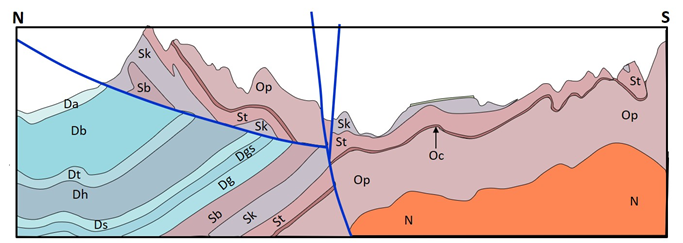 N S
Sk
Op St
Sb
Da
Db
St Sk Sk
St Op
Dgs
Oc
Dt
Dg Op
Dh
N
Sb Sk St N
Ds